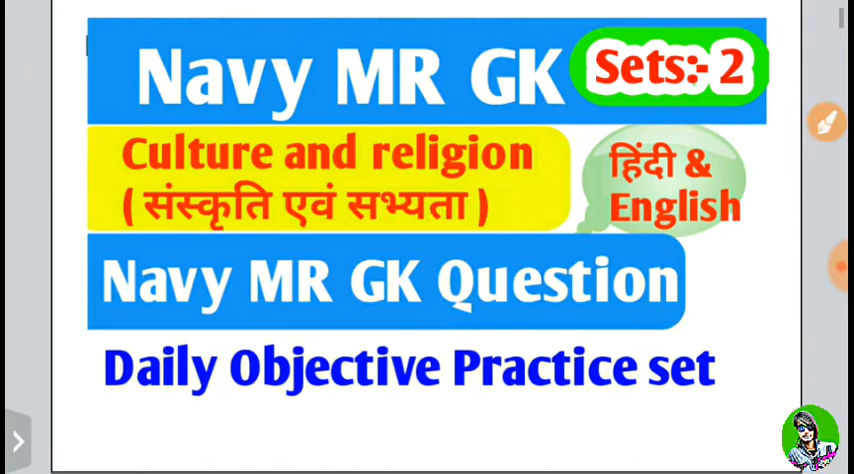 Navy MR GK Sets:- 2
Culture and religion
( संस्कृति एवं सभ्यता )
हिंदी &
English
Navy MR GK Question
Daily Objective Practice set